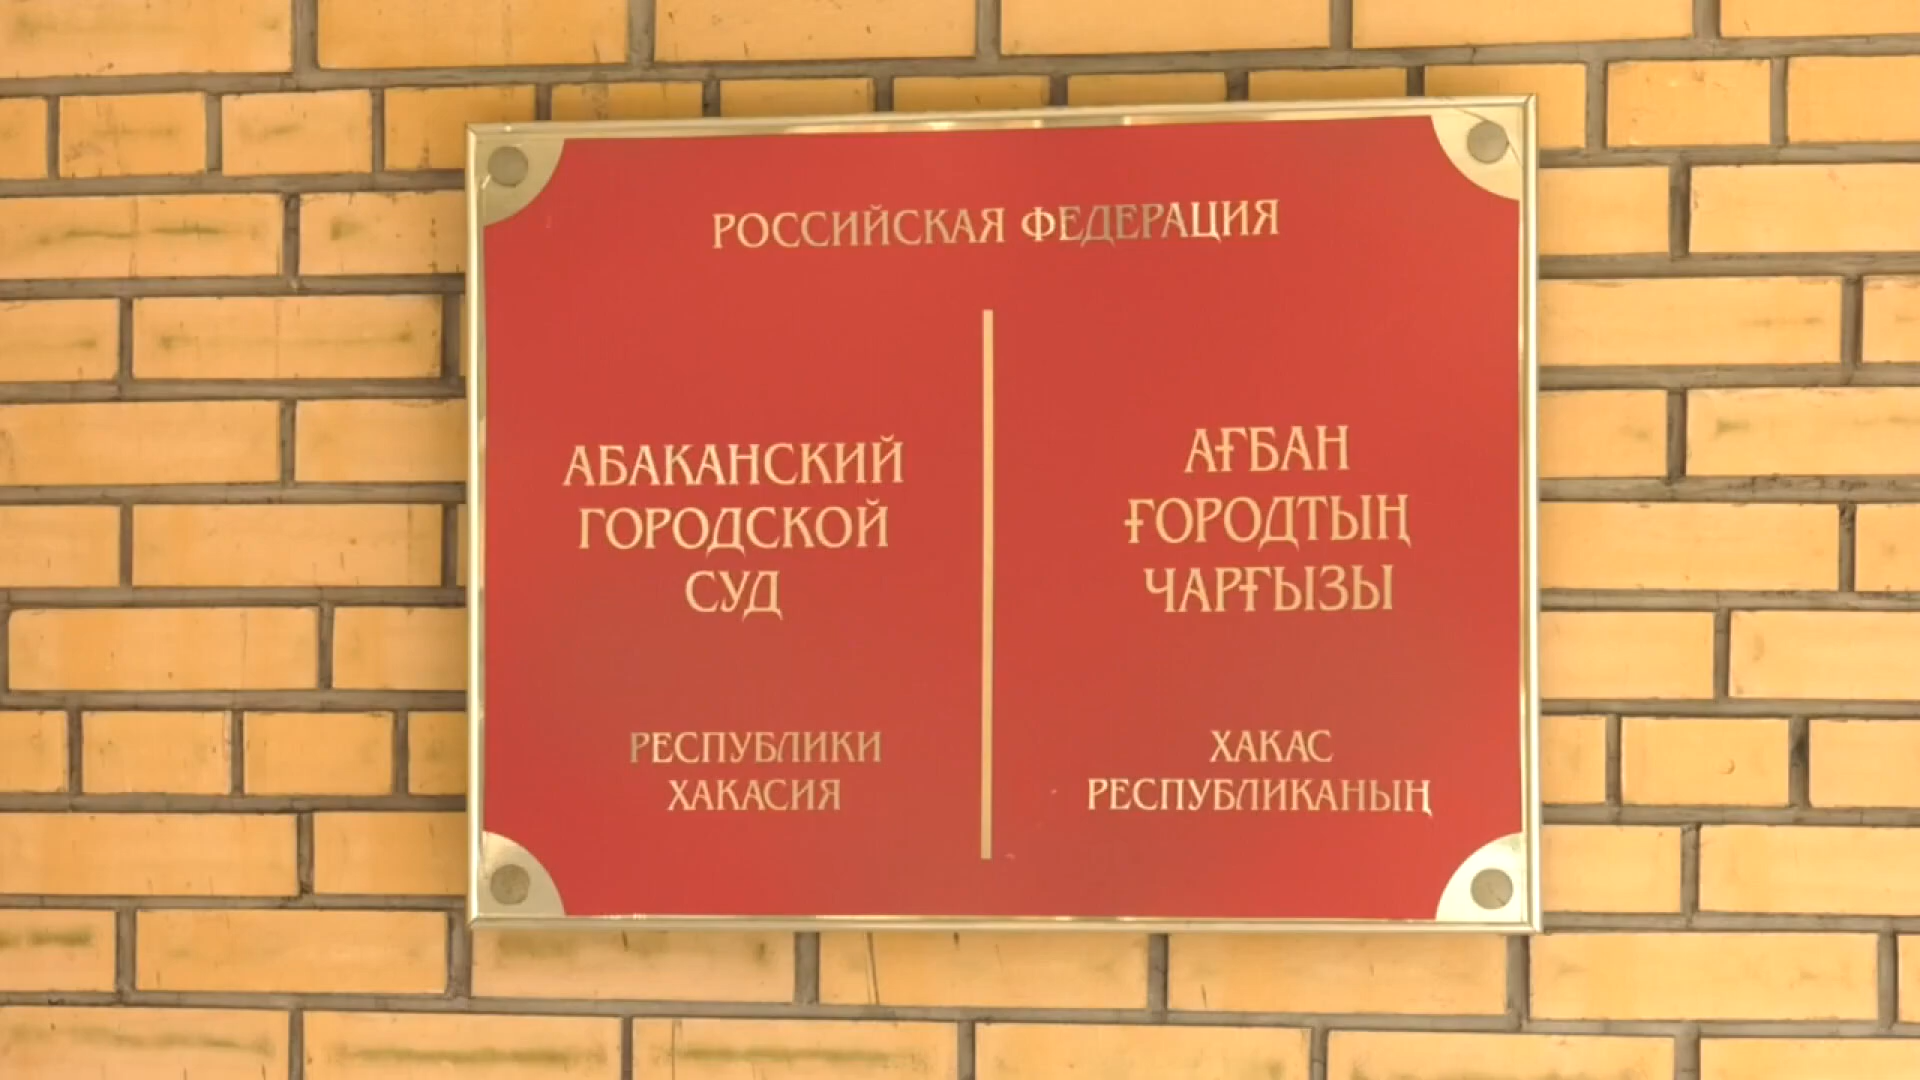 РОССИЙСКАЯ ФЕДЕРАЦИЯ
АБАКАНСКИЙ
ГОРОДСКОЙ
СУД
РЕСПУБЛИКИ
ХАКАСИЯ
АҒБАН
ҒОРОДТЫҢ
ЧАРҒЫЗЫ
ХАКАС
РЕСПУБЛИКАНЫҢ